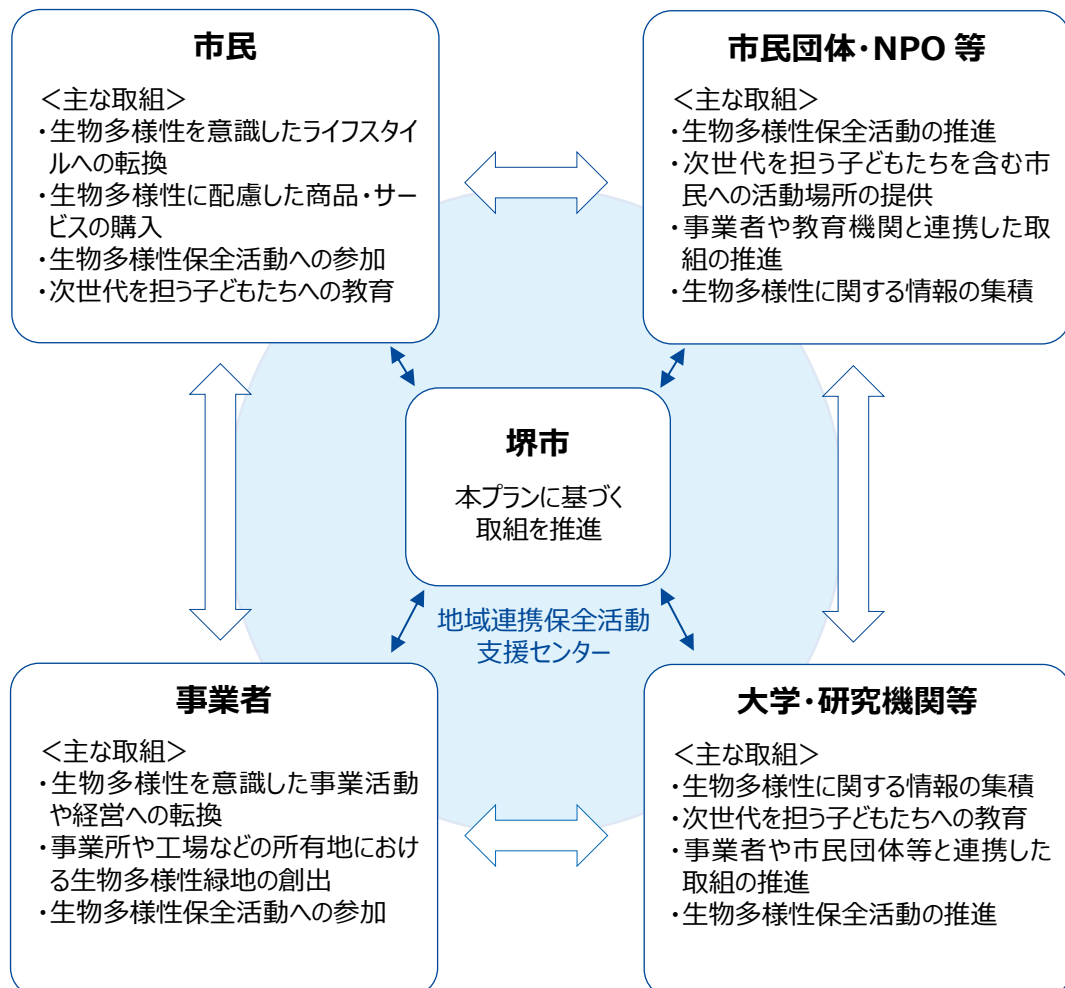 市民
＜主な取組＞
・生物多様性を意識したライフスタイ
ルへの転換
・生物多様性に配慮した商品・サー
ビスの購入
・生物多様性保全活動への参加
・次世代を担う子どもたちへの教育
市民団体・NPO 等
＜主な取組＞
・生物多様性保全活動の推進
・次世代を担う子どもたちを含む市
民への活動場所の提供
・事業者や教育機関と連携した取
組の推進
・生物多様性に関する情報の集積
堺市
本プランに基づく
取組を推進
地域連携保全活動
支援センター
事業者
＜主な取組＞
・生物多様性を意識した事業活動
や経営への転換
・事業所や工場などの所有地におけ
る生物多様性緑地の創出
・生物多様性保全活動への参加
大学・研究機関等
＜主な取組＞
・生物多様性に関する情報の集積
・次世代を担う子どもたちへの教育
・事業者や市民団体等と連携した
取組の推進
・生物多様性保全活動の推進